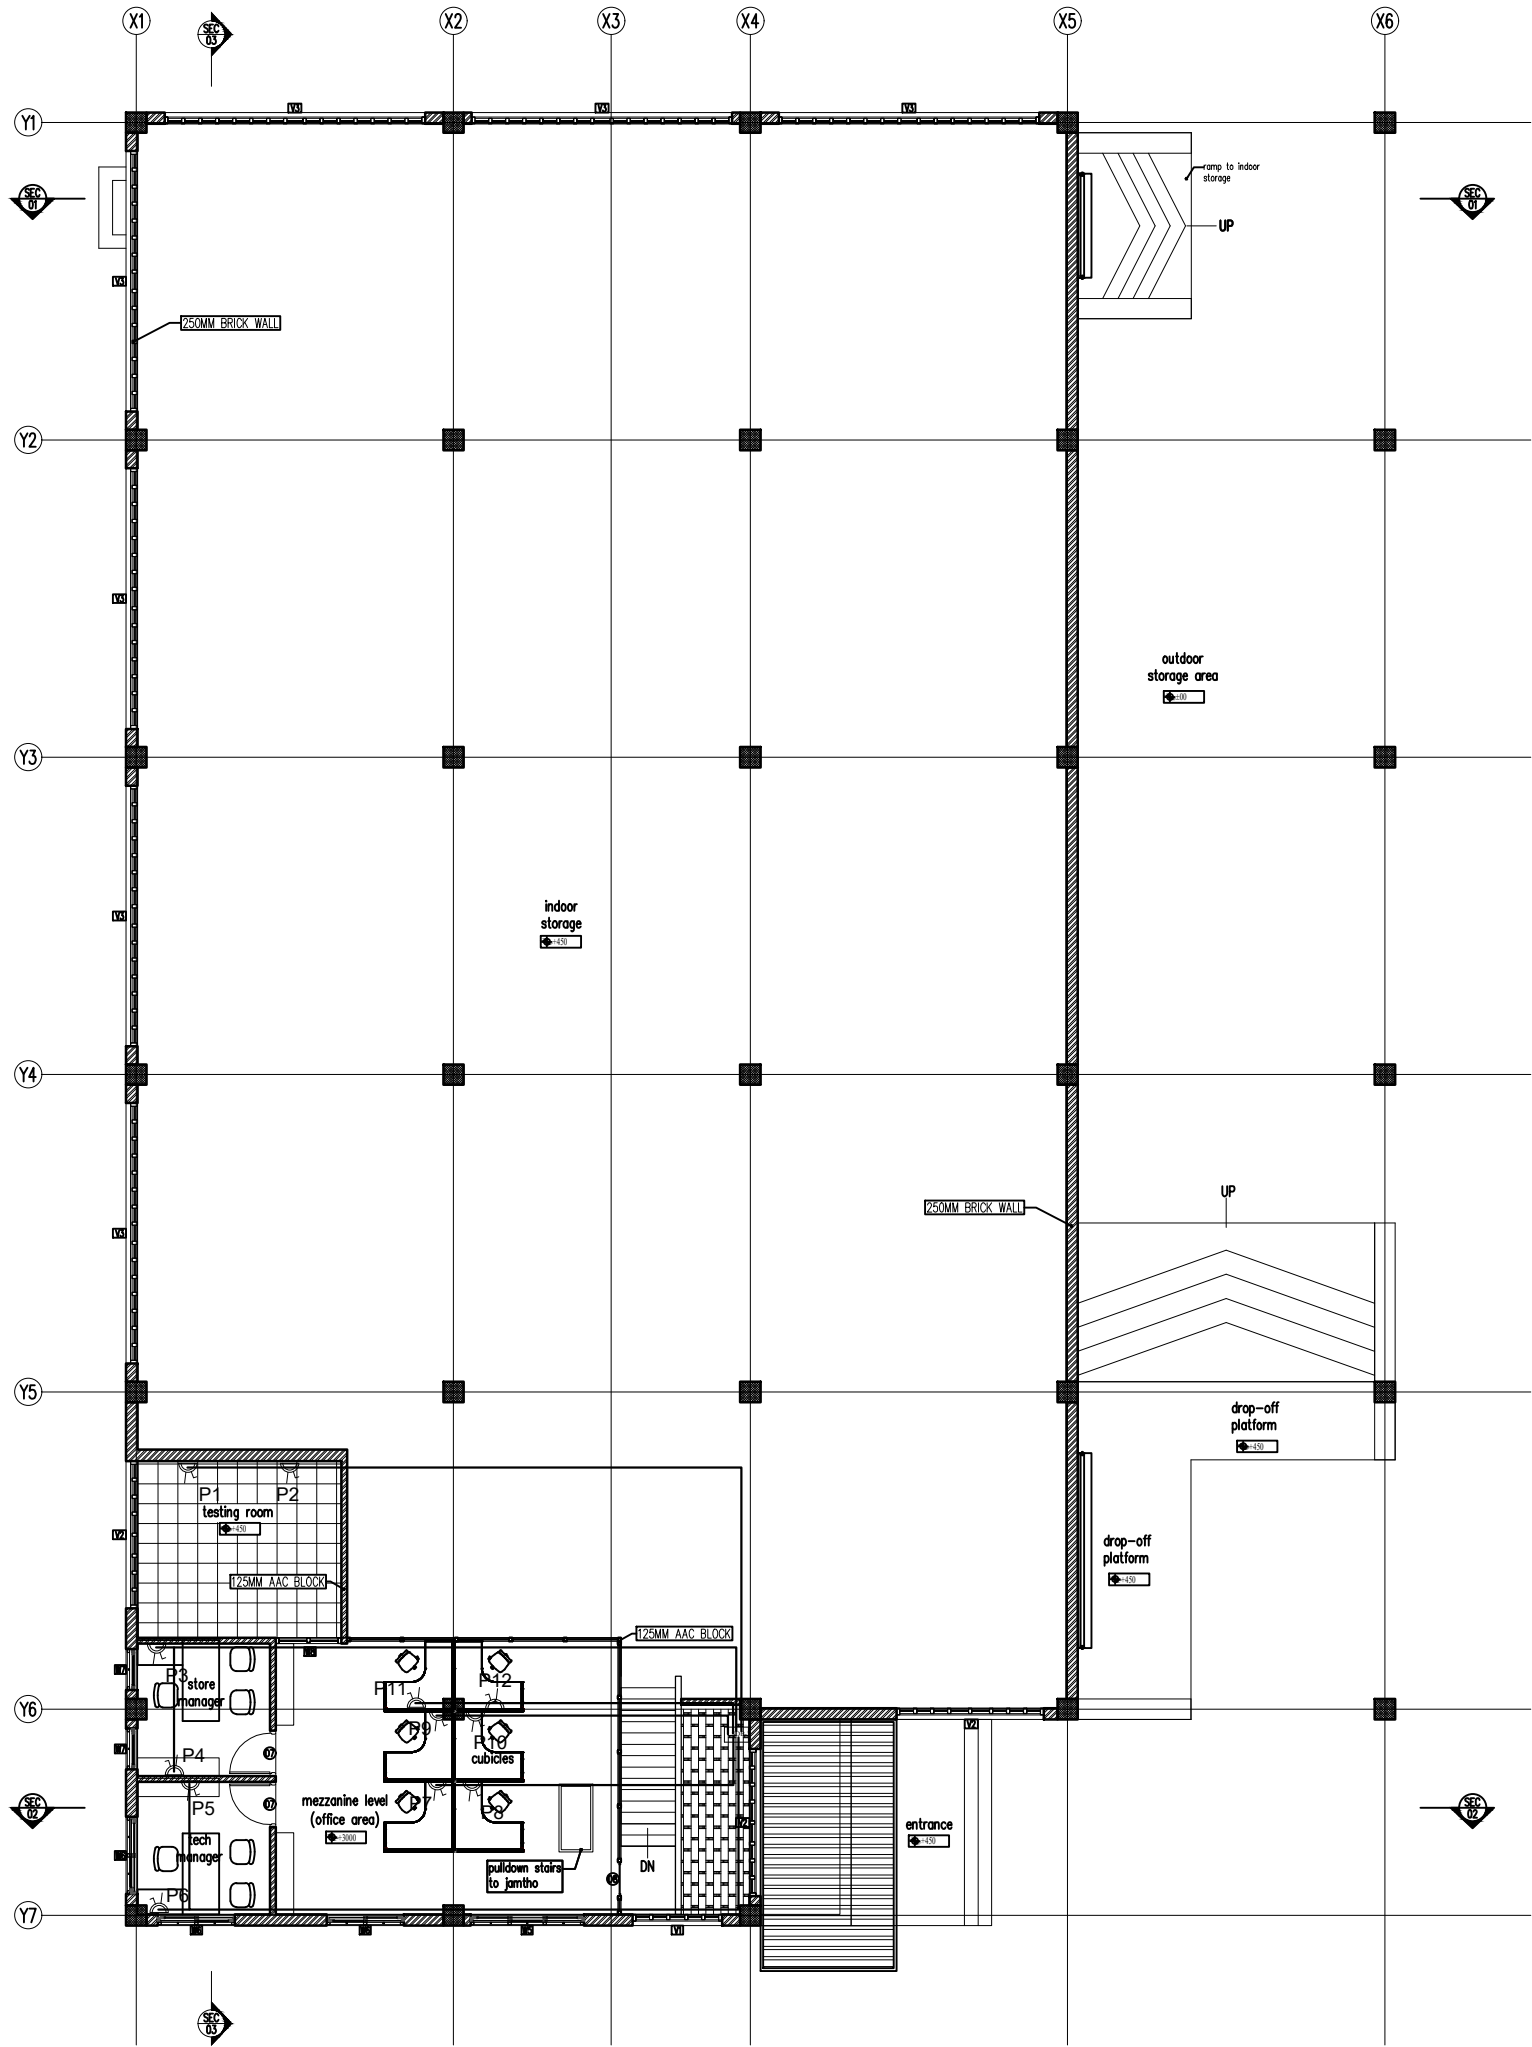 X1
X2
X3
X4
X5
X6
SEC
03
V3
V3
V3
Y1
ramp to indoor
storage
SEC
01
SEC
01
UP
V3
250MM BRICK WALL
Y2
V3
outdoor
storage area
±00
Y3
indoor
storage
+450
V3
Y4
UP
250MM BRICK WALL
V3
Y5
drop-off
platform
+450
P1
P2
testing room
+450
V2
drop-off
platform
+450
125MM AAC BLOCK
125MM AAC BLOCK
W7
P3
store
manager
P11
P12
Y6
P9
P10
cubicles
V2
W7
P4
D7
P5
D7
mezzanine level
(office area)
+3000
P7
P8
SEC
02
SEC
02
entrance
+450
tech
manager
DN
pulldown stairs
to jamtho
P6
Y7
V1
SEC
03